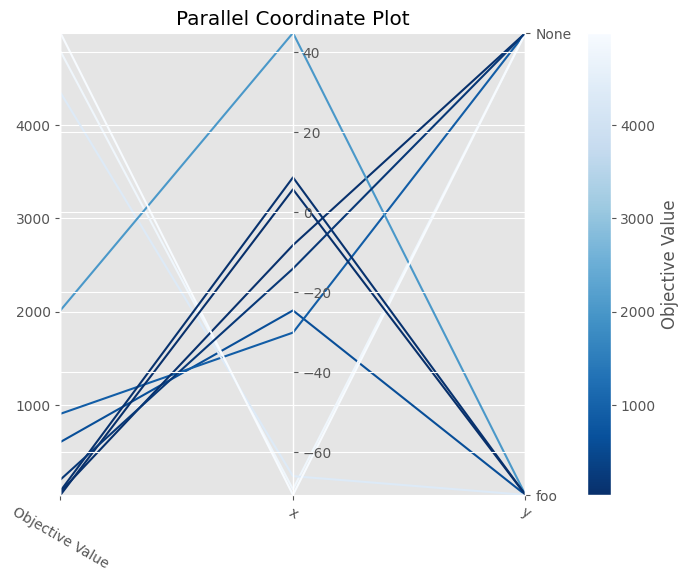 Parallel Coordinate Plot
4000
3000
2000
1000
40
20
0
−20
−40
−60
None
foo
4000
3000
2000
1000
Objective Value
Objective Value
x
y